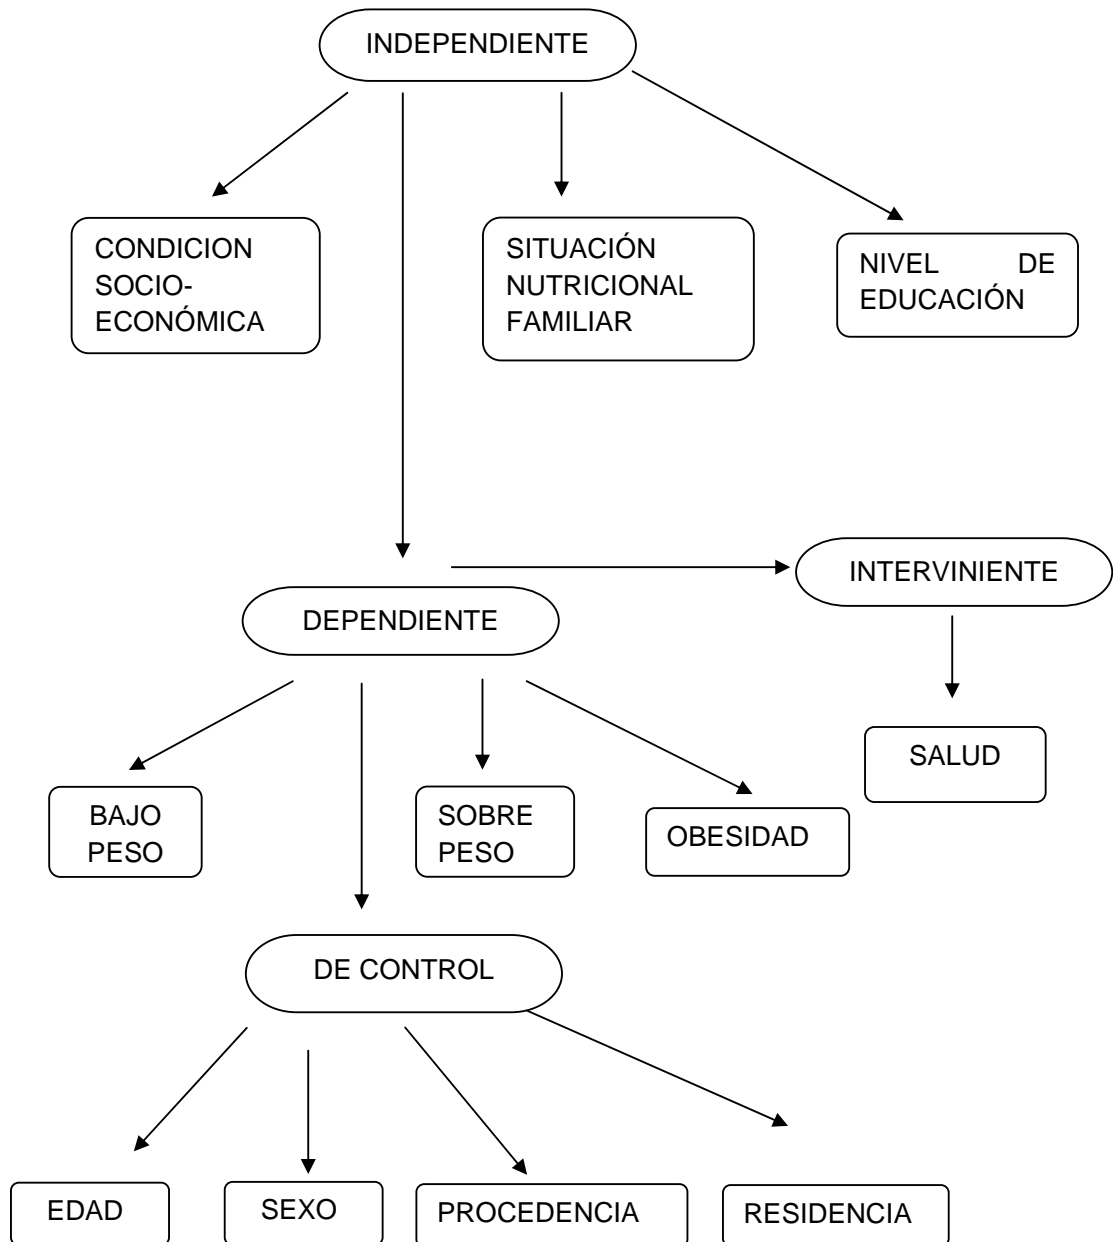 INDEPENDIENTE
CONDICION
SOCIO-
ECONÓMICA
SITUACIÓN
NUTRICIONAL
FAMILIAR
NIVEL DE
EDUCACIÓN
INTERVINIENTE
DEPENDIENTE
SALUD
BAJO
PESO
SOBRE
PESO
OBESIDAD
DE CONTROL
EDAD
SEXO
PROCEDENCIA
RESIDENCIA